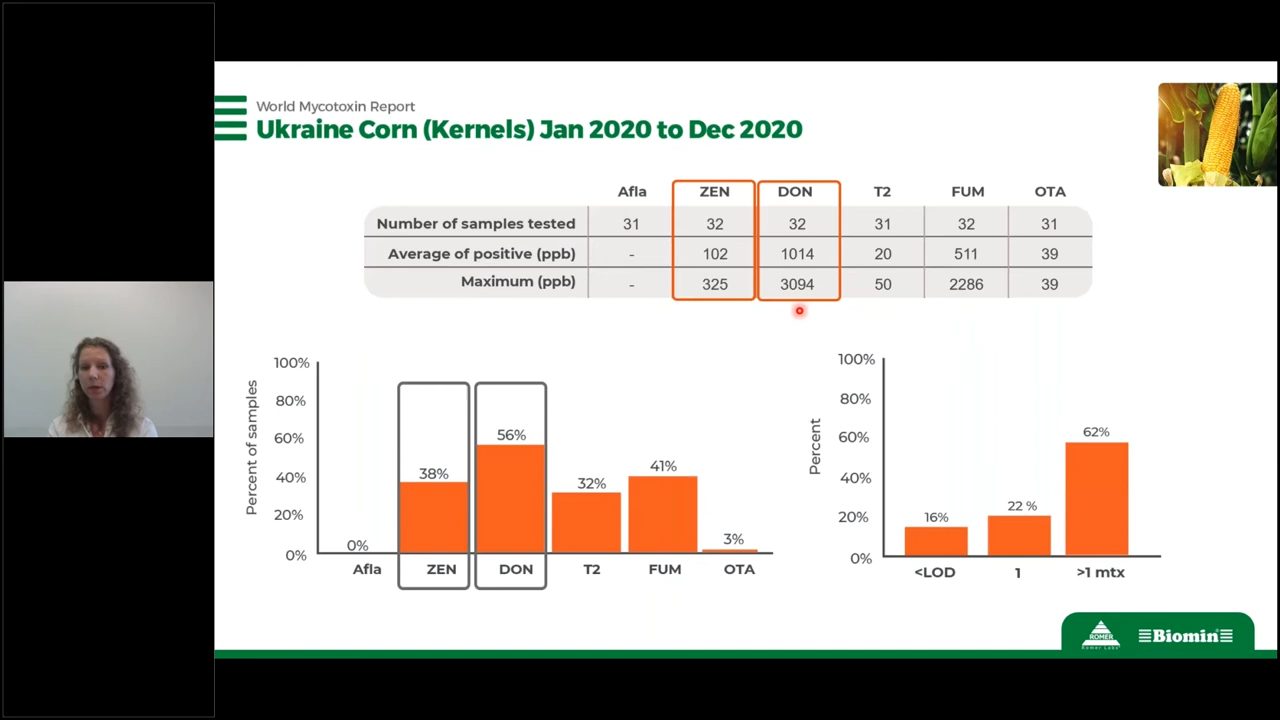 World Mycotoxin Report
Ukraine Corn (Kernels) Jan 2020 to Dec 2020
Afla ZEN DON T2 FUM OTA
Number of samples tested 31 32 32 31 32 31
Average of positive (ppb) - 102 1014 20 511 39
Maximum (ppb) - 325 3094 50 2286 39
Percent of samples
100%
80%
60%
40%
20%
0%
0% 38% 56% 32% 41% 3%
Afla ZEN DON T2 FUM OTA
Percent
100%
80%
60%
40%
20%
0%
16% 22 % 62%
<LOD 1 >1 mtx
ROMER
Romer Labs
Biomin